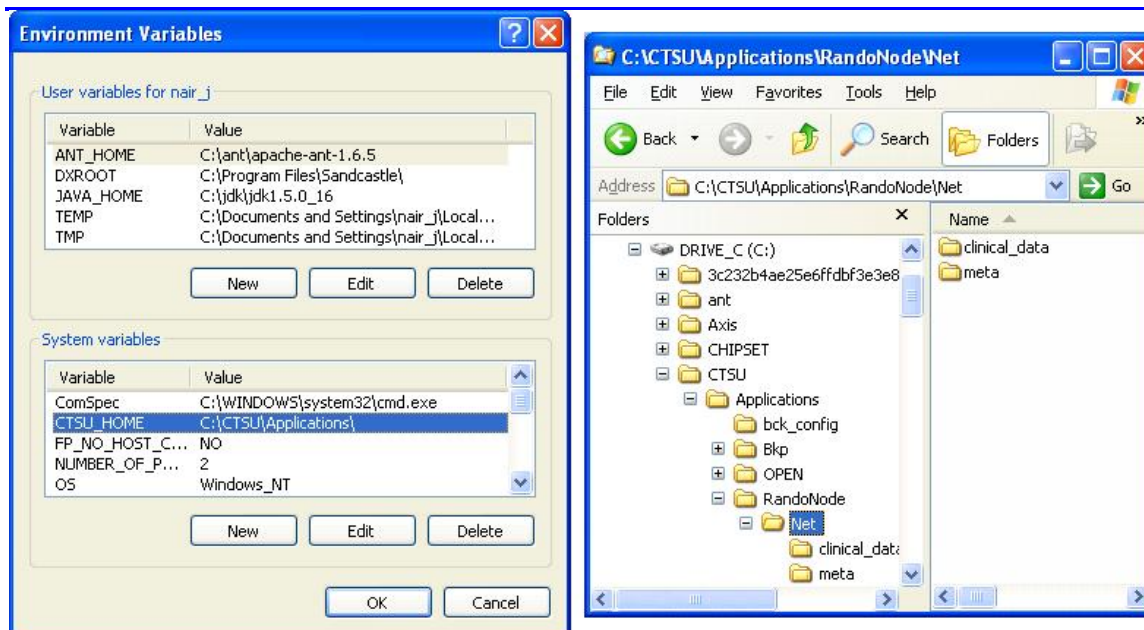 Environment Variables
User variables for nair_j
Variable Value
ANT_HOME C:\ant\apache-ant-1.6.5
DXROOT C:\Program Files\Sandcastle\
JAVA_HOME C:\jdk\jdk1.5.0_16
TEMP C:\Documents and Settings\nair_j\Local...
TMP C:\Documents and Settings\nair_j\Local...
New Edit Delete
System variables
Variable Value
ComSpec C:\WINDOWS\system32\cmd.exe
CTSU_HOME C:\CTSU\Applications\
FP_NO_HOST_C... NO
NUMBER_OF_P... 2
OS Windows_NT
New Edit Delete
OK Cancel
C:\CTSU\Applications\RandoNode\Net
File Edit View Favorites Tools Help
Back Search Folders
Address C:\CTSU\Applications\RandoNode\Net Go
Folders Name
DRIVE_C (C:)
3c232b4ae25e6ffdbf3e3e8
ant
Axis
CHIPSET
CTSU
Applications
bck_config
Bkp
OPEN
RandoNode
Net
clinical_data
meta
clinical_data
meta